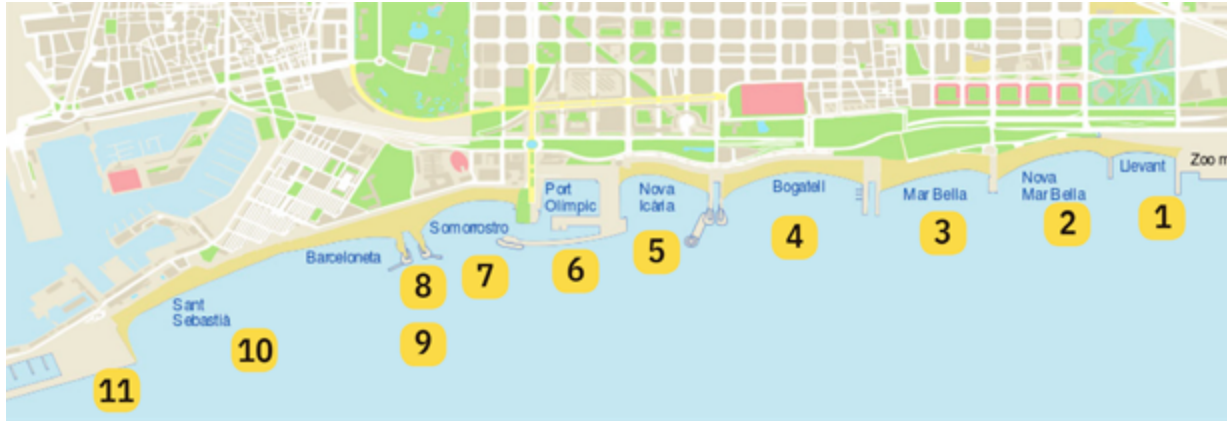 Port
Olímpic
Nova
Icària
Bogatell
Mar Bella
Nova
Mar Bella
Llevant
Zoo m
Somorrostro
Barceloneta
Sant
Sebastià
1
2
3
4
5
6
7
8
9
10
11